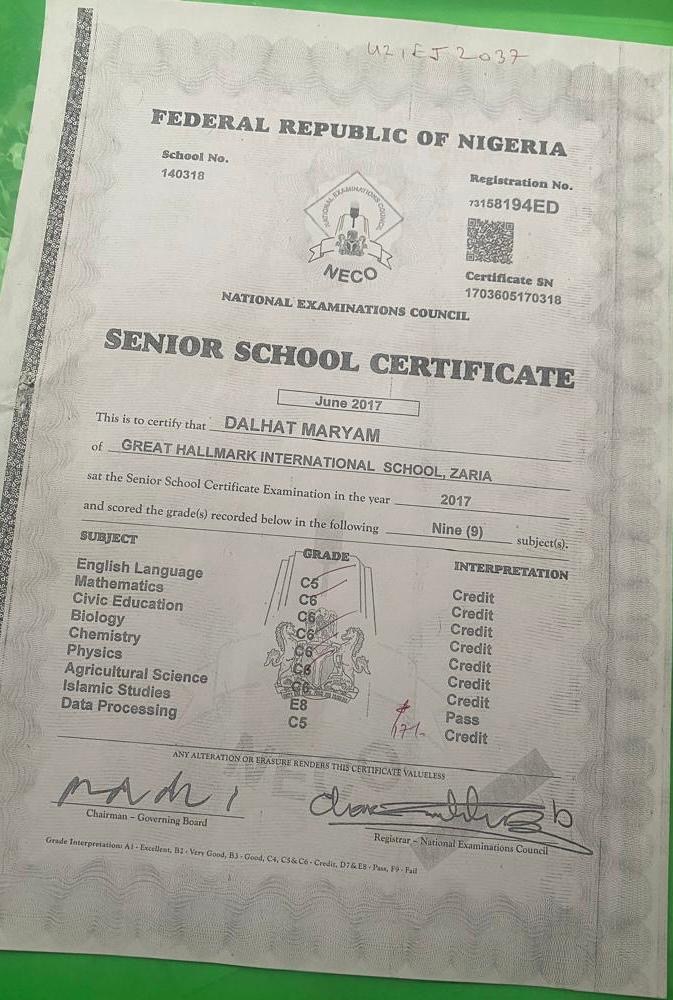 U21EJ2037
FEDERAL REPUBLIC OF NIGERIA
School No.
140318
NATIONAL EXAMINATIONS COUNCIL
NECO
Registration No.
73158194ED
Certificate SN
1703605170318
NATIONAL EXAMINATIONS COUNCIL
SENIOR SCHOOL CERTIFICATE
June 2017
This is to certify that DALHAT MARYAM
of GREAT HALLMARK INTERNATIONAL SCHOOL, ZARIA
sat the Senior School Certificate Examination in the year 2017
and scored the grade(s) recorded below in the following Nine (9) subject(s).
SUBJECT GRADE INTERPRETATION
English Language C5 Credit
Mathematics C6 Credit
Civic Education C6 Credit
Biology C6 Credit
Chemistry C6 Credit
Physics C6 Credit
Agricultural Science C6 Credit
Islamic Studies E8 Pass
Data Processing C5 Credit
ANY ALTERATION OR ERASURE RENDERS THIS CERTIFICATE VALUELESS
NECO
Chairman – Governing Board
Registrar – National Examinations Council
Grade Interpretation: A1 - Excellent, B2 - Very Good, B3 - Good, C4, C5 & C6 - Credit, D7 & E8 - Pass, F9 - Fail